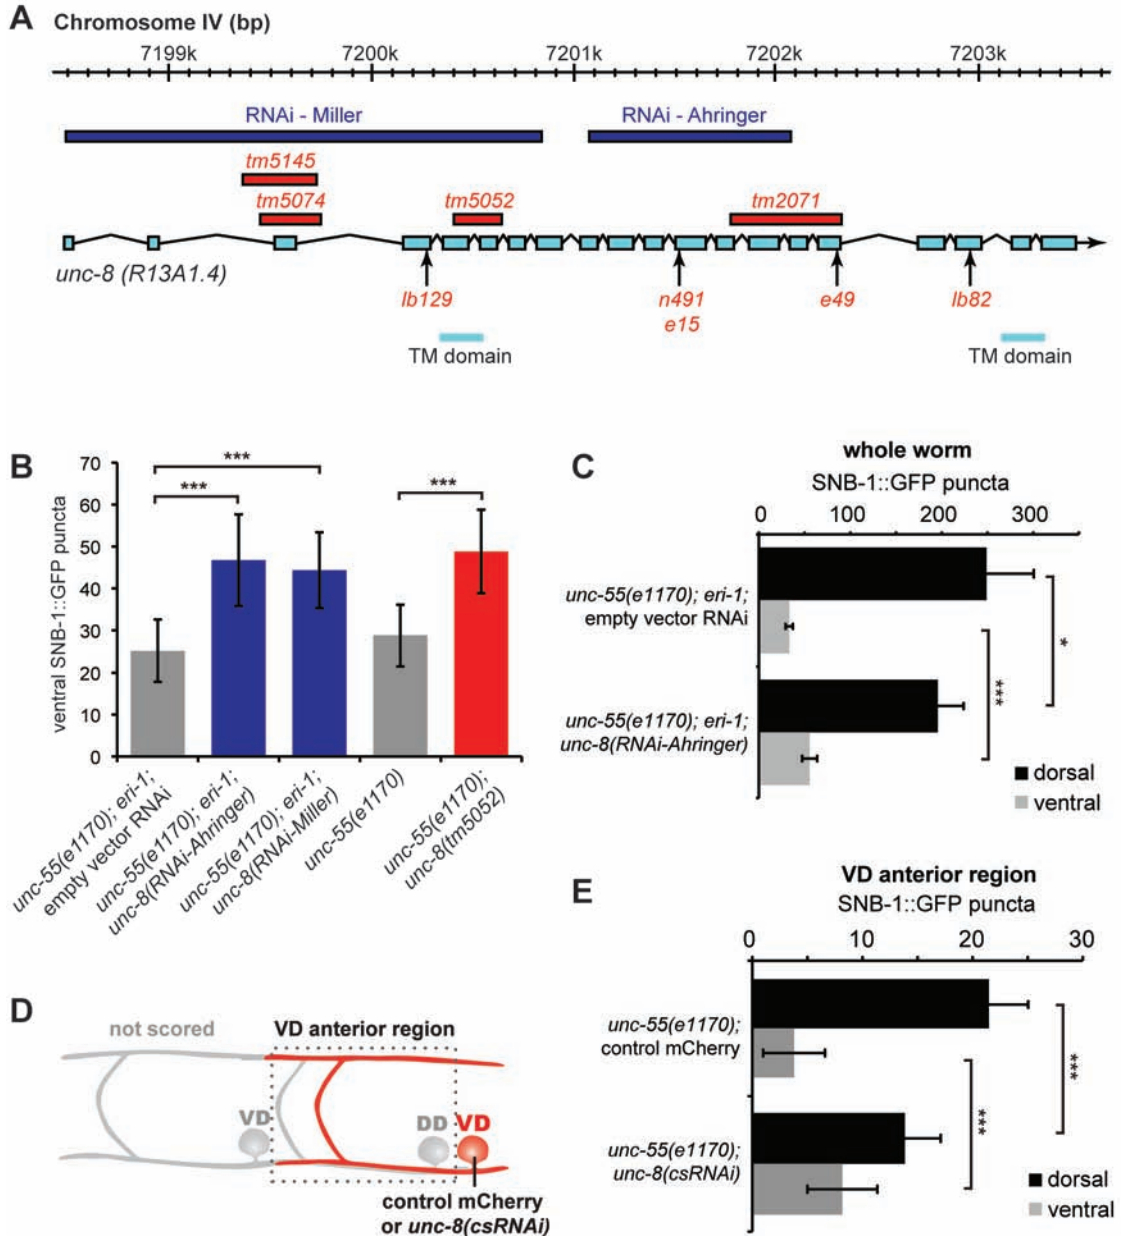 A Chromosome IV (bp)
7199k 7200k 7201k 7202k 7203k
RNAi - Miller RNAi - Ahringer
tm5145
tm5074 tm5052 tm2071
unc-8 (R13A1.4)
lb129 n491 e49 lb82
e15
TM domain TM domain
B
ventral SNB-1::GFP puncta
70
60
50
40
30
20
10
0
*** *** ***
unc-55(e1170); eri-1;
empty vector RNAi
unc-55(e1170); eri-1;
unc-8(RNAi-Ahringer)
unc-55(e1170); eri-1;
unc-8(RNAi-Miller)
unc-55(e1170)
unc-55(e1170);
unc-8(tm5052)
C whole worm
SNB-1::GFP puncta
0 100 200 300
unc-55(e1170); eri-1;
empty vector RNAi
unc-55(e1170); eri-1;
unc-8(RNAi-Ahringer)
*
***
dorsal
ventral
D
not scored VD anterior region
VD DD VD
control mCherry
or unc-8(csRNAi)
E VD anterior region
SNB-1::GFP puncta
0 10 20 30
unc-55(e1170);
control mCherry
unc-55(e1170);
unc-8(csRNAi)
***
***
dorsal
ventral